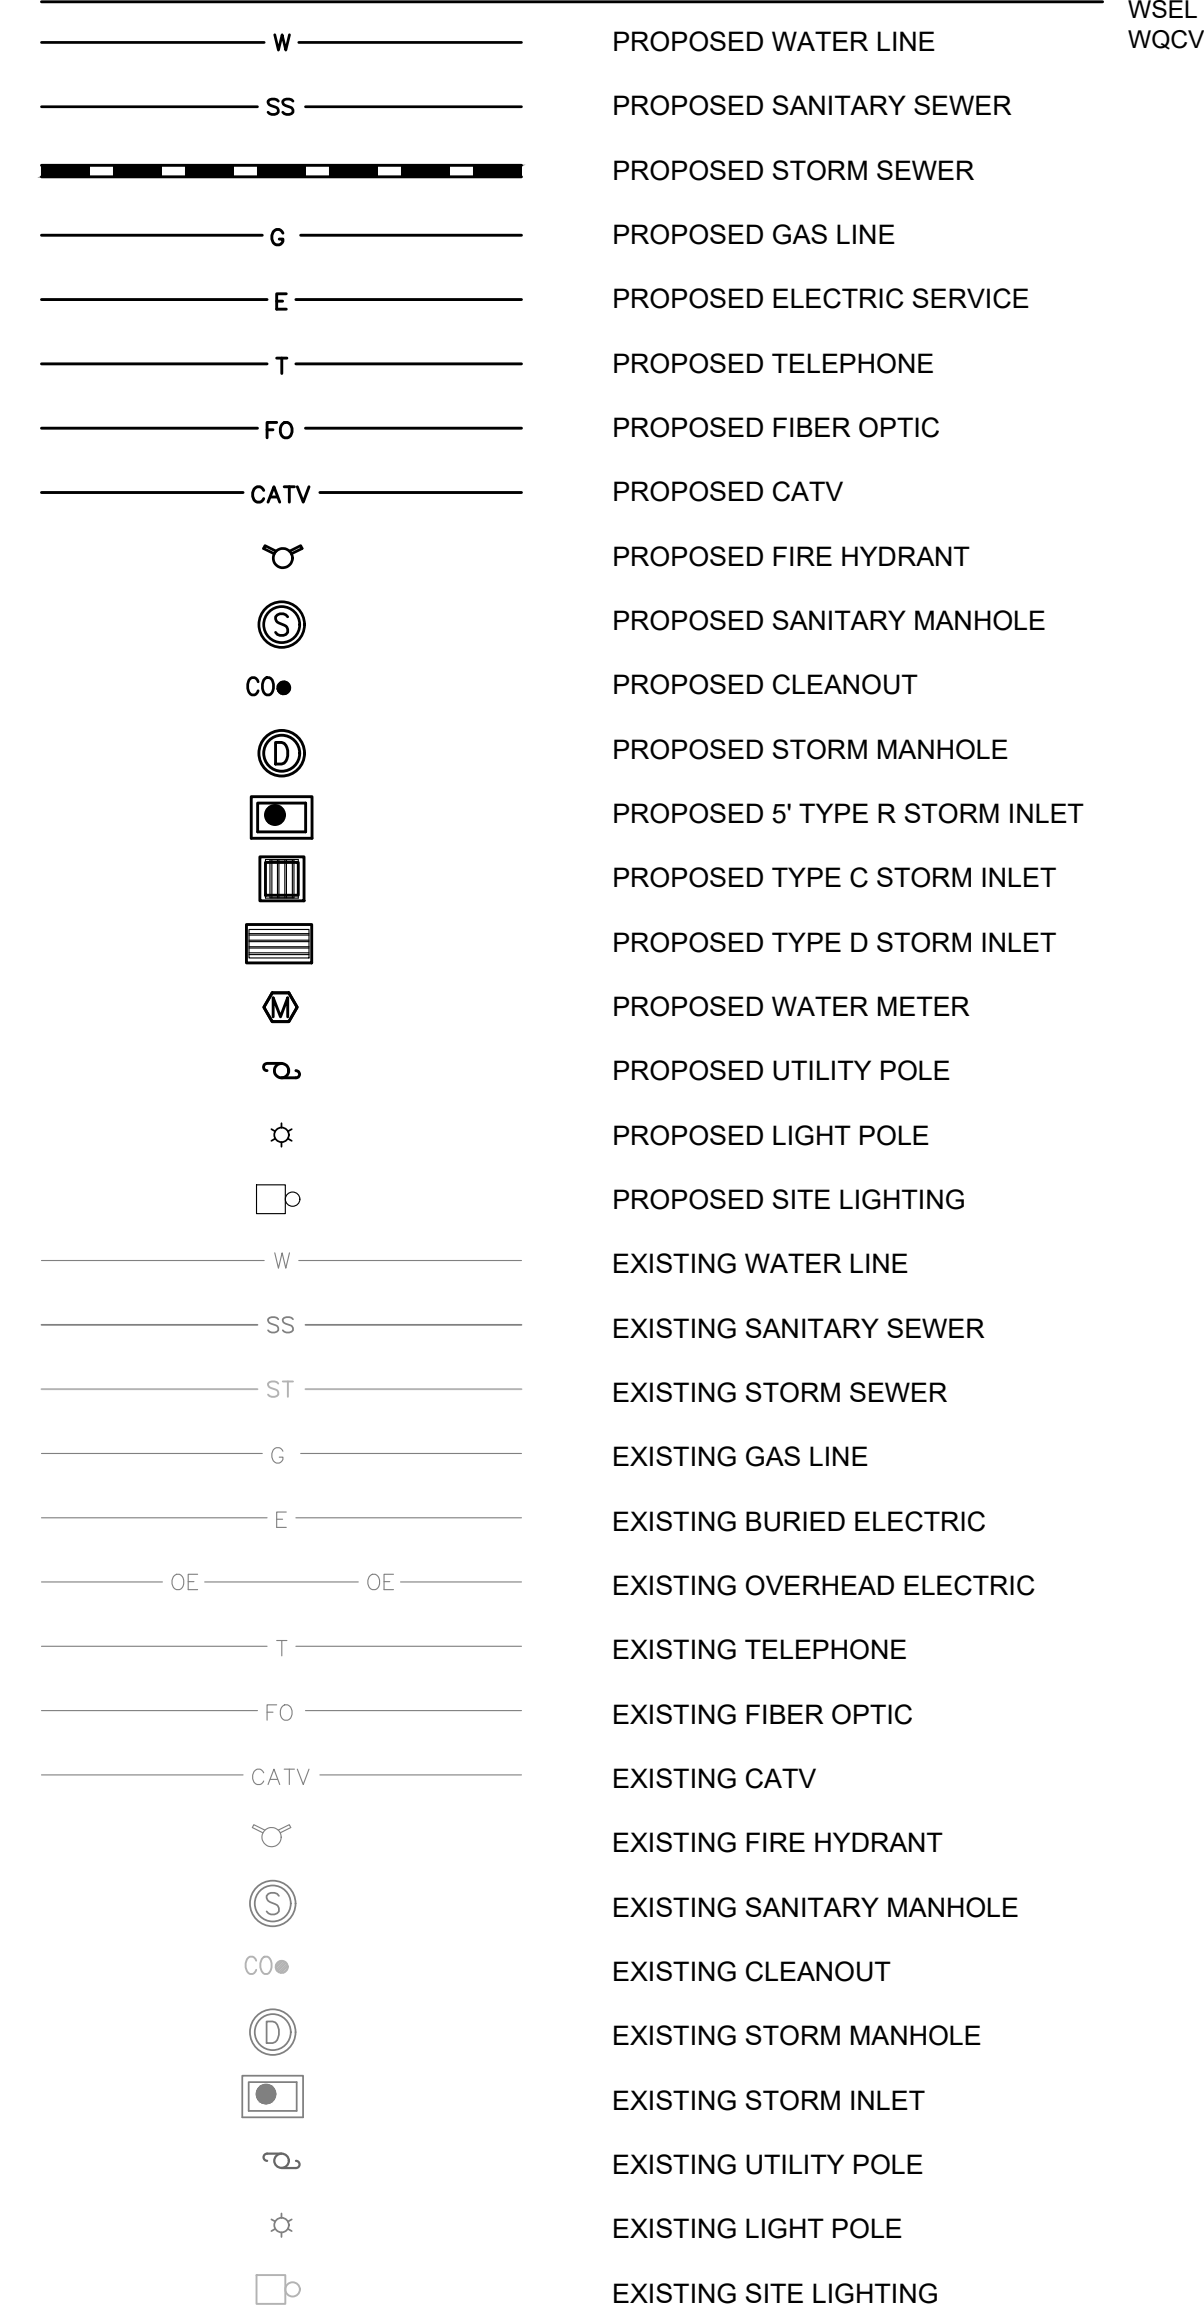 WSEL
WQCV
W PROPOSED WATER LINE
SS PROPOSED SANITARY SEWER
PROPOSED STORM SEWER
G PROPOSED GAS LINE
E PROPOSED ELECTRIC SERVICE
T PROPOSED TELEPHONE
FO PROPOSED FIBER OPTIC
CATV PROPOSED CATV
PROPOSED FIRE HYDRANT
S PROPOSED SANITARY MANHOLE
CO PROPOSED CLEANOUT
D PROPOSED STORM MANHOLE
PROPOSED 5' TYPE R STORM INLET
PROPOSED TYPE C STORM INLET
PROPOSED TYPE D STORM INLET
M PROPOSED WATER METER
PROPOSED UTILITY POLE
PROPOSED LIGHT POLE
PROPOSED SITE LIGHTING
W EXISTING WATER LINE
SS EXISTING SANITARY SEWER
ST EXISTING STORM SEWER
G EXISTING GAS LINE
E EXISTING BURIED ELECTRIC
OE OE EXISTING OVERHEAD ELECTRIC
T EXISTING TELEPHONE
FO EXISTING FIBER OPTIC
CATV EXISTING CATV
EXISTING FIRE HYDRANT
S EXISTING SANITARY MANHOLE
CO EXISTING CLEANOUT
D EXISTING STORM MANHOLE
EXISTING STORM INLET
EXISTING UTILITY POLE
EXISTING LIGHT POLE
EXISTING SITE LIGHTING